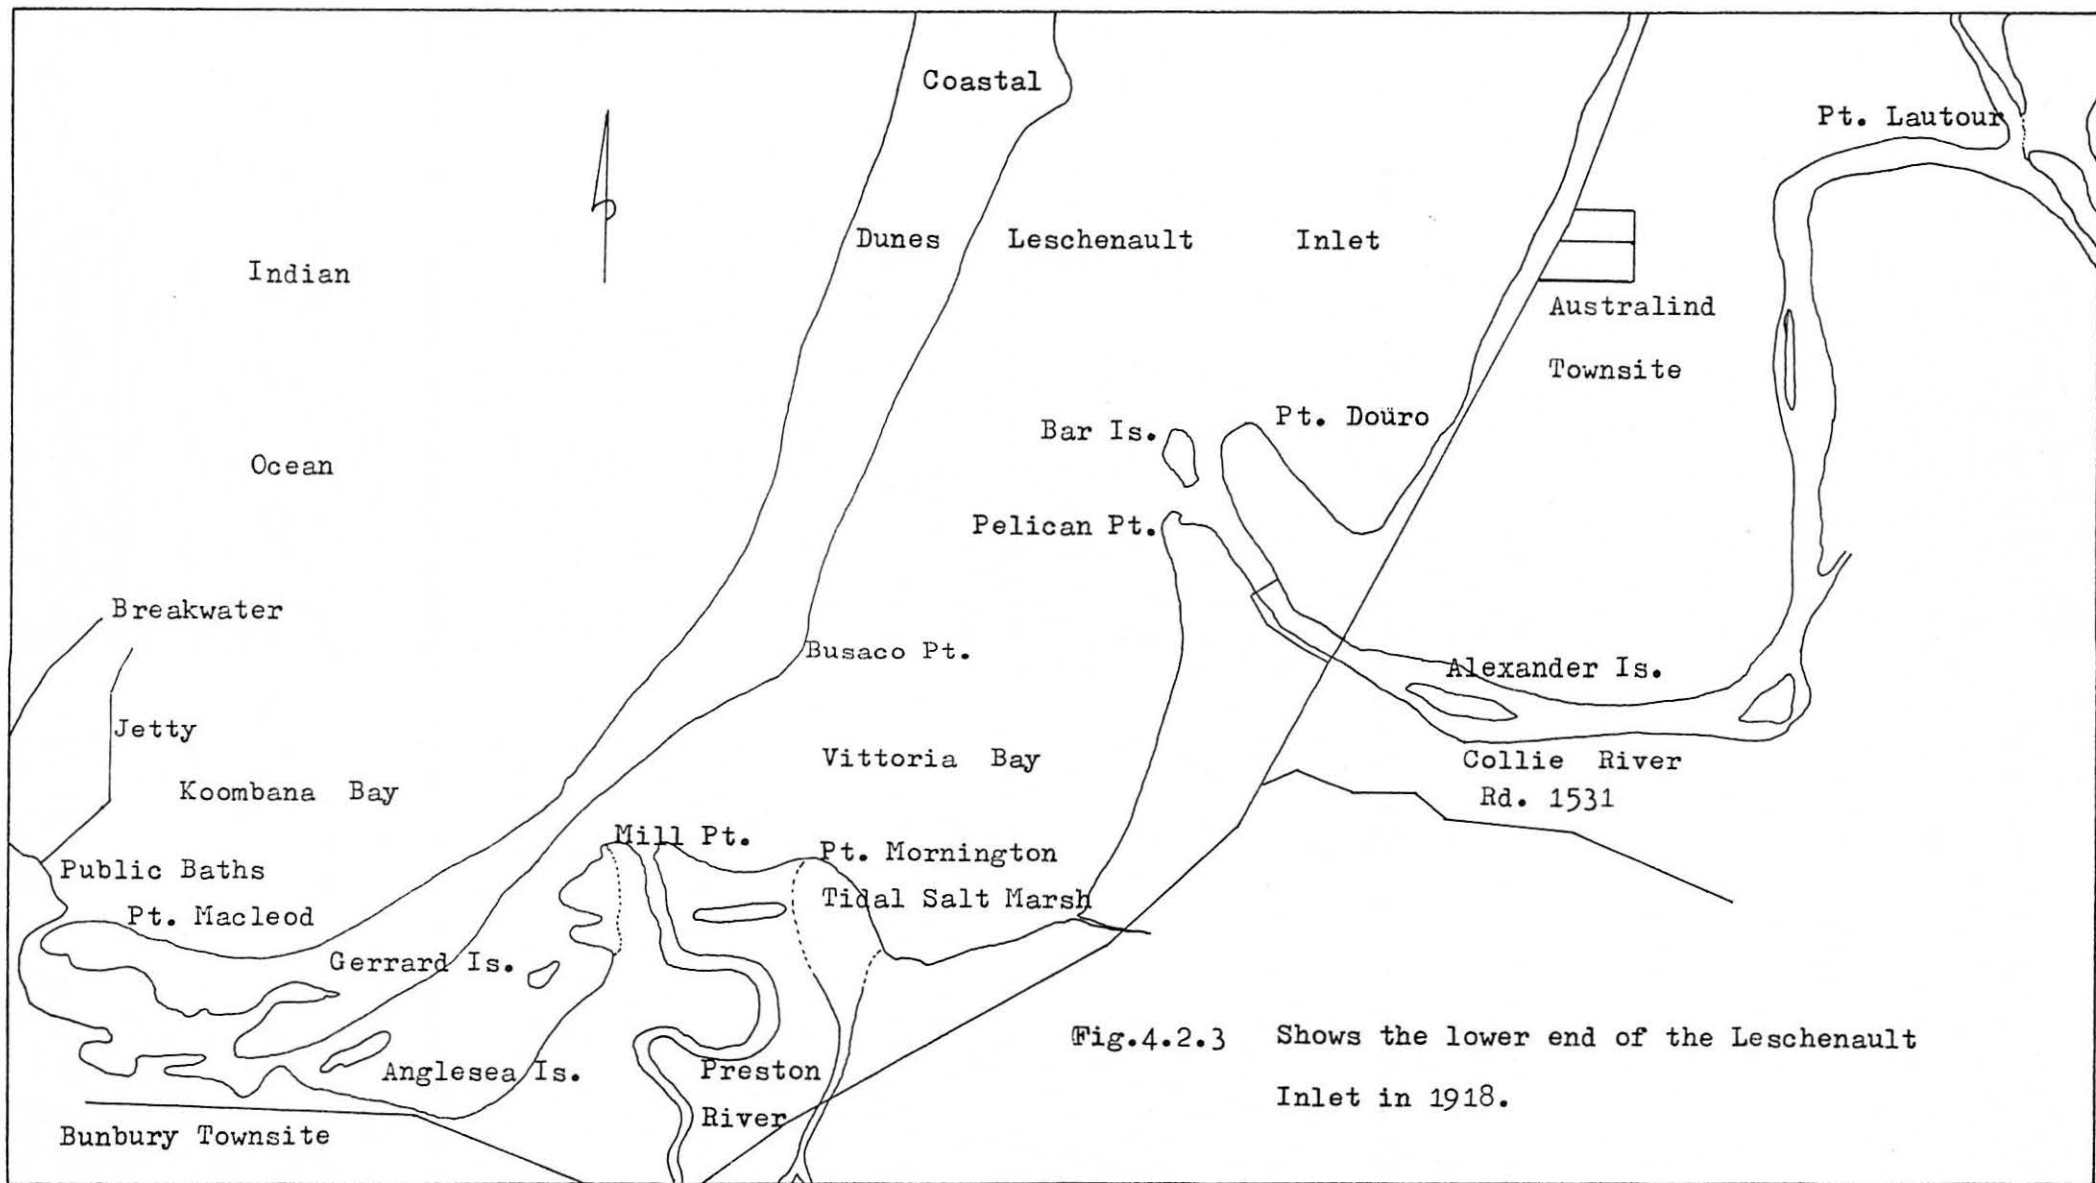 Coastal
Pt. Lautour
Dunes
Leschenault Inlet
Indian
Ocean
Australind
Townsite
Bar Is.
Pt. Doüro
Pelican Pt.
Breakwater
Busaco Pt.
Alexander Is.
Jetty
Vittoria Bay
Collie River
Rd. 1531
Koombana Bay
Mill Pt.
Pt. Mornington
Public Baths
Tidal Salt Marsh
Pt. Macleod
Gerrard Is.
Anglesea Is.
Preston
River
Bunbury Townsite
Fig.4.2.3 Shows the lower end of the Leschenault
Inlet in 1918.